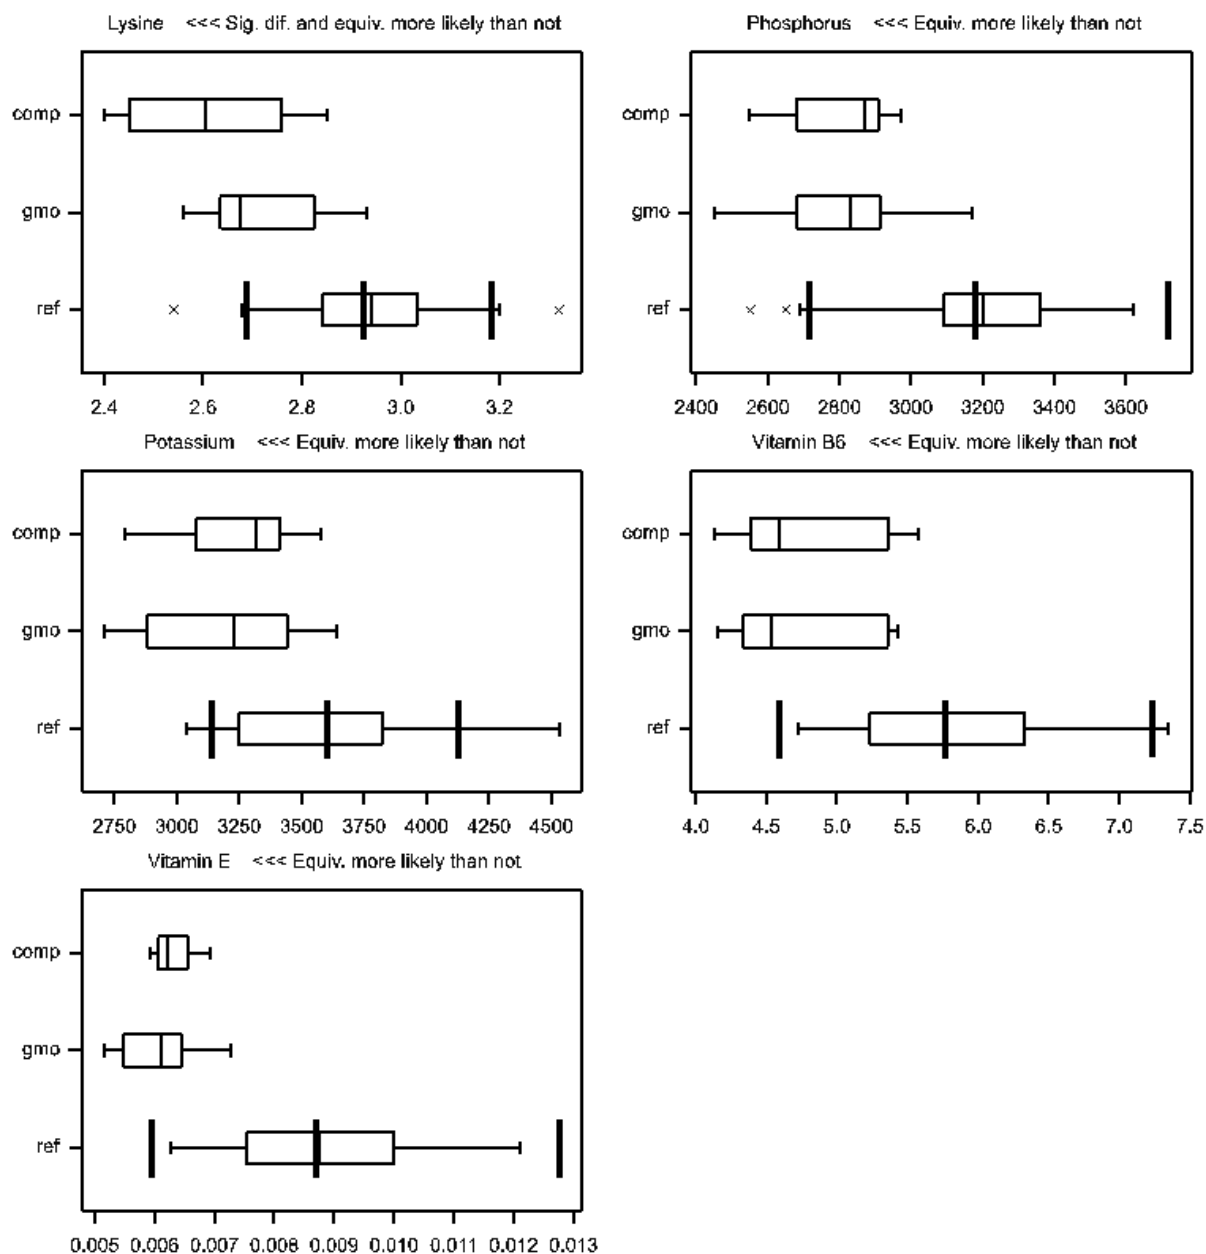 Lysine <<< Sig. dif. and equiv. more likely than not
comp
gmo
ref
2.4 2.6 2.8 3.0 3.2
Phosphorus <<< Equiv. more likely than not
comp
gmo
ref
2400 2600 2800 3000 3200 3400 3600
Potassium <<< Equiv. more likely than not
comp
gmo
ref
2750 3000 3250 3500 3750 4000 4250 4500
Vitamin B6 <<< Equiv. more likely than not
comp
gmo
ref
4.0 4.5 5.0 5.5 6.0 6.5 7.0 7.5
Vitamin E <<< Equiv. more likely than not
comp
gmo
ref
0.005 0.006 0.007 0.008 0.009 0.010 0.011 0.012 0.013